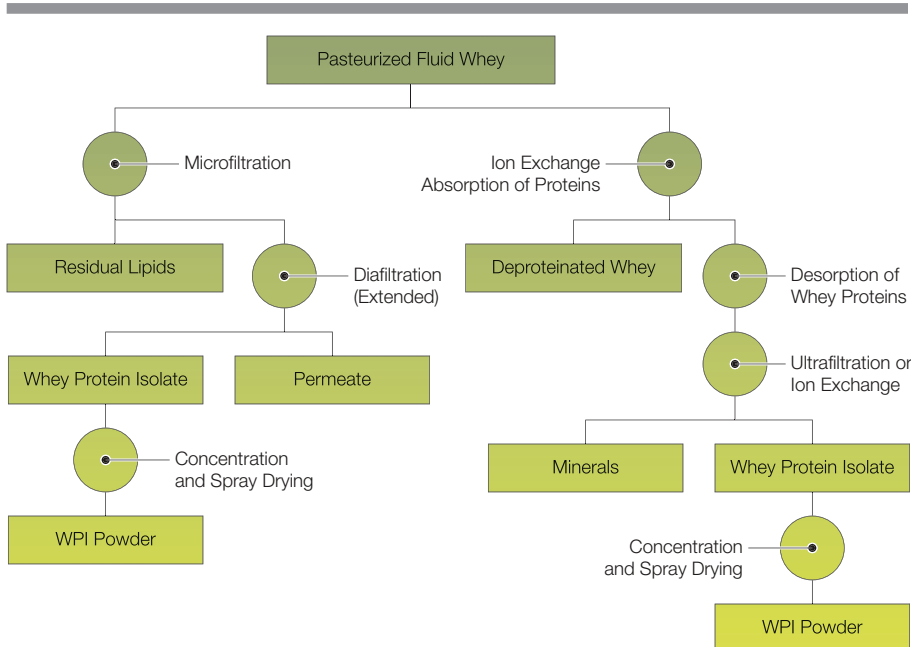 Pasteurized Fluid Whey
Microfiltration
Ion Exchange
Absorption of Proteins
Residual Lipids
Diafiltration
(Extended)
Deproteinated Whey
Desorption of
Whey Proteins
Whey Protein Isolate
Permeate
Ultrafiltration or
Ion Exchange
Concentration
and Spray Drying
Minerals
Whey Protein Isolate
WPI Powder
Concentration
and Spray Drying
WPI Powder